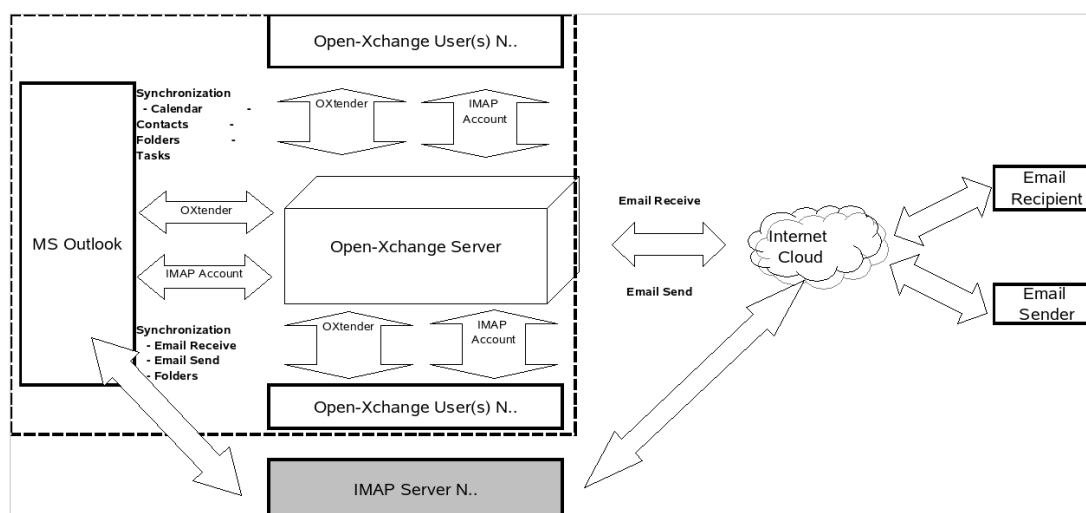 Open-Xchange User(s) N..
Synchronization
- Calendar -
Contacts -
Folders -
Tasks
OXtender
IMAP
Account
MS Outlook
OXtender
IMAP Account
Open-Xchange Server
Email Receive
Email Send
Internet
Cloud
Email
Recipient
Email
Sender
Synchronization
- Email Receive
- Email Send
- Folders
OXtender
IMAP
Account
Open-Xchange User(s) N..
IMAP Server N..